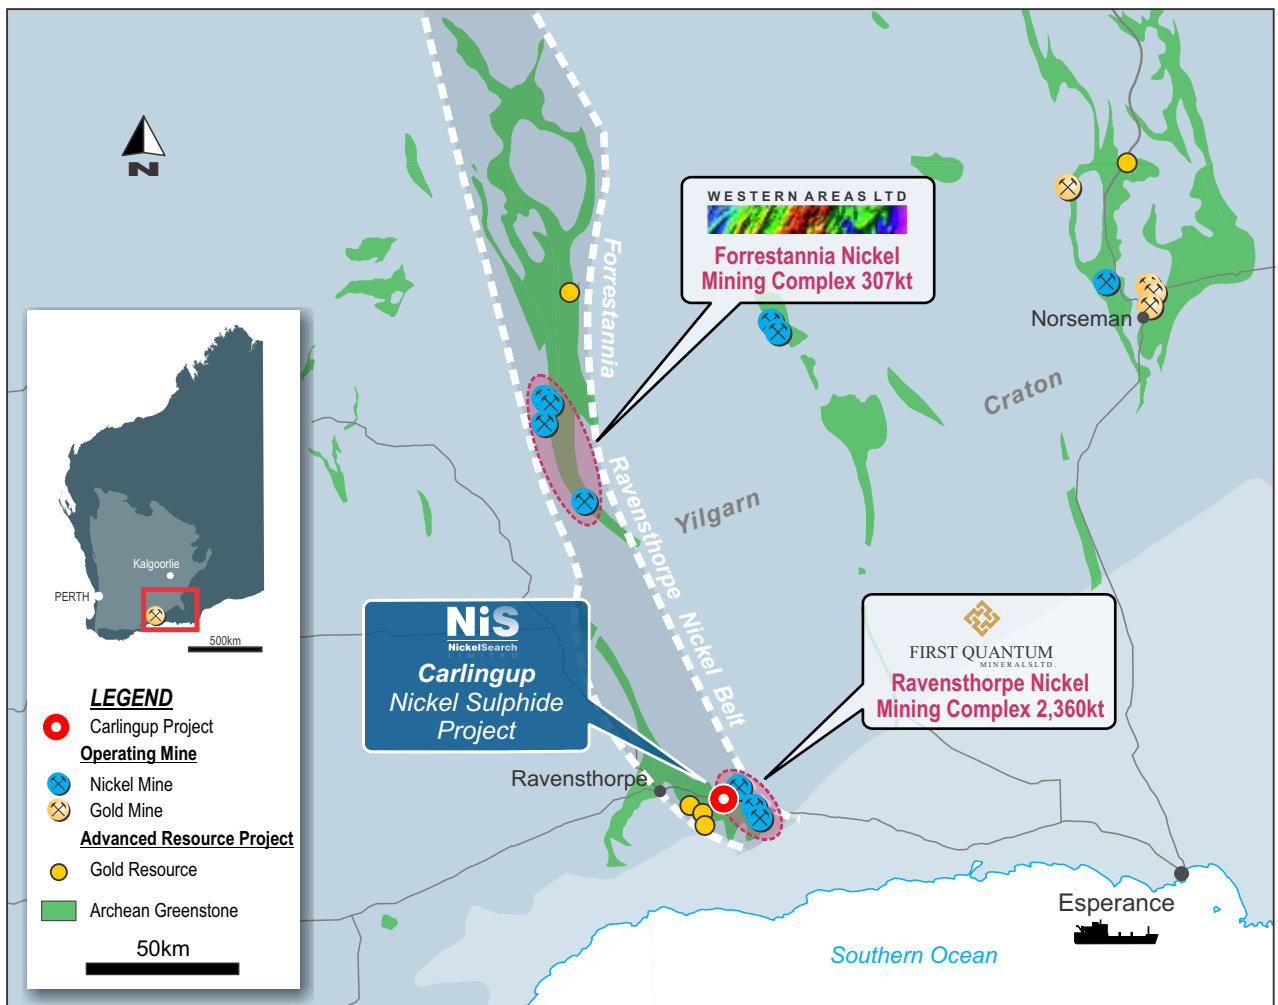 N
WESTERN AREAS LTD
Forrestannia Nickel
Mining Complex 307kt
Forrestannia
Ravensthorpe Nickel Belt
Norseman
Craton
Yilgarn
Kalgoorlie
PERTH
500km
NiS
NickelSearch
LIMITED
Carlingup
Nickel Sulphide
Project
FIRST QUANTUM
MINERALSLTD.
Ravensthorpe Nickel
Mining Complex 2,360kt
LEGEND
Carlingup Project
Operating Mine
Nickel Mine
Gold Mine
Advanced Resource Project
Gold Resource
Archean Greenstone
50km
Ravensthorpe
Esperance
Southern Ocean